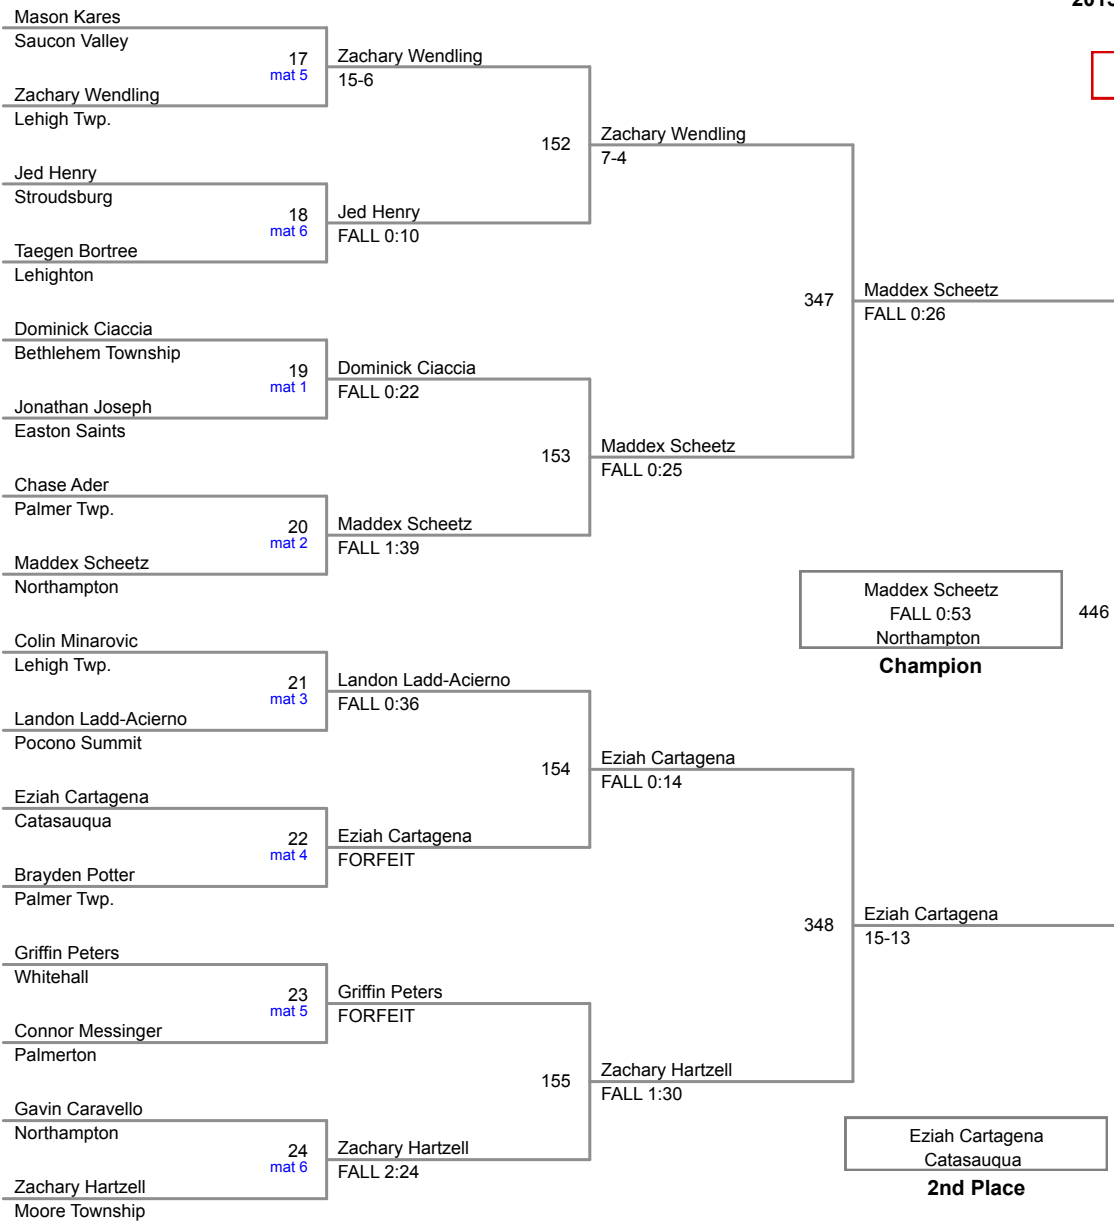 2013
Mason Kares
Saucon Valley
17
mat 5
Zachary Wendling
Lehigh Twp.
Zachary Wendling
15-6
152
Zachary Wendling
7-4
Jed Henry
Stroudsburg
18
mat 6
Taegen Bortree
Lehighton
Jed Henry
FALL 0:10
347
Maddex Scheetz
FALL 0:26
Dominick Ciaccia
Bethlehem Township
19
mat 1
Jonathan Joseph
Easton Saints
Dominick Ciaccia
FALL 0:22
153
Maddex Scheetz
FALL 0:25
Chase Ader
Palmer Twp.
20
mat 2
Maddex Scheetz
Northampton
Maddex Scheetz
FALL 1:39
Maddex Scheetz
FALL 0:53
Northampton
446
Champion
Colin Minarovic
Lehigh Twp.
21
mat 3
Landon Ladd-Acierno
Pocono Summit
Landon Ladd-Acierno
FALL 0:36
154
Eziah Cartagena
FALL 0:14
Eziah Cartagena
Catasauqua
22
mat 4
Brayden Potter
Palmer Twp.
Eziah Cartagena
FORFEIT
348
Eziah Cartagena
15-13
Griffin Peters
Whitehall
23
mat 5
Connor Messinger
Palmerton
Griffin Peters
FORFEIT
155
Zachary Hartzell
FALL 1:30
Gavin Caravello
Northampton
24
mat 6
Zachary Hartzell
Moore Township
Zachary Hartzell
FALL 2:24
Eziah Cartagena
Catasauqua
2nd Place